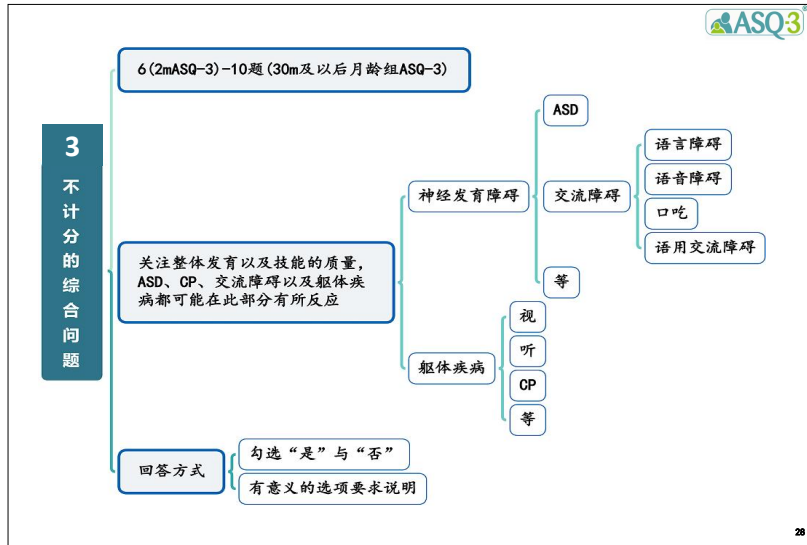 ASQ-3
3
不计分的综合问题
6(2mASQ-3)-10题(30m及以后月龄组ASQ-3)
关注整体发育以及技能的质量，
ASD、CP、交流障碍以及躯体疾
病都可能在此部分有所反应
神经发育障碍
ASD
交流障碍
语言障碍
语音障碍
口吃
语用交流障碍
等
躯体疾病
视
听
CP
等
回答方式
勾选“是”与“否”
有意义的选项要求说明
28